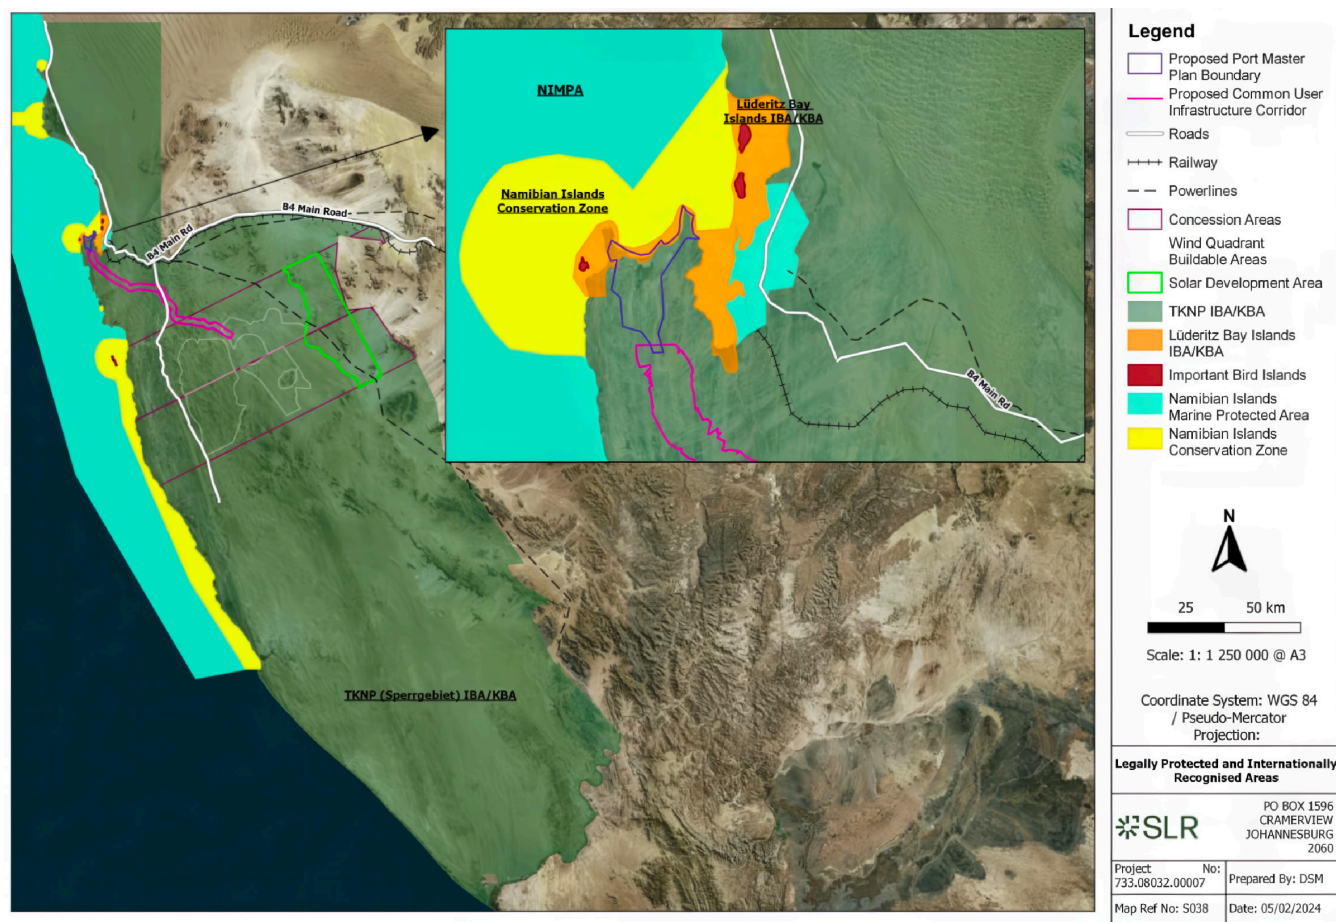 NIMPA
Lüderitz Bay
Islands IBA/KBA
Namibian Islands
Conservation Zone
B4 Main Road
B4 Main Rd
B4 Main Rd
TKNP (Sperrgebiet) IBA/KBA
Legend
Proposed Port Master
Plan Boundary
Proposed Common User
Infrastructure Corridor
Roads
Railway
Powerlines
Concession Areas
Wind Quadrant
Buildable Areas
Solar Development Area
TKNP IBA/KBA
Lüderitz Bay Islands
IBA/KBA
Important Bird Islands
Namibian Islands
Marine Protected Area
Namibian Islands
Conservation Zone
N
25 50 km
Scale: 1: 1 250 000 @ A3
Coordinate System: WGS 84
/ Pseudo-Mercator
Projection:
Legally Protected and Internationally
Recognised Areas
SLR
PO BOX 1596
CRAMERVIEW
JOHANNESBURG
2060
Project No:
733.08032.00007
Prepared By: DSM
Map Ref No: S038
Date: 05/02/2024